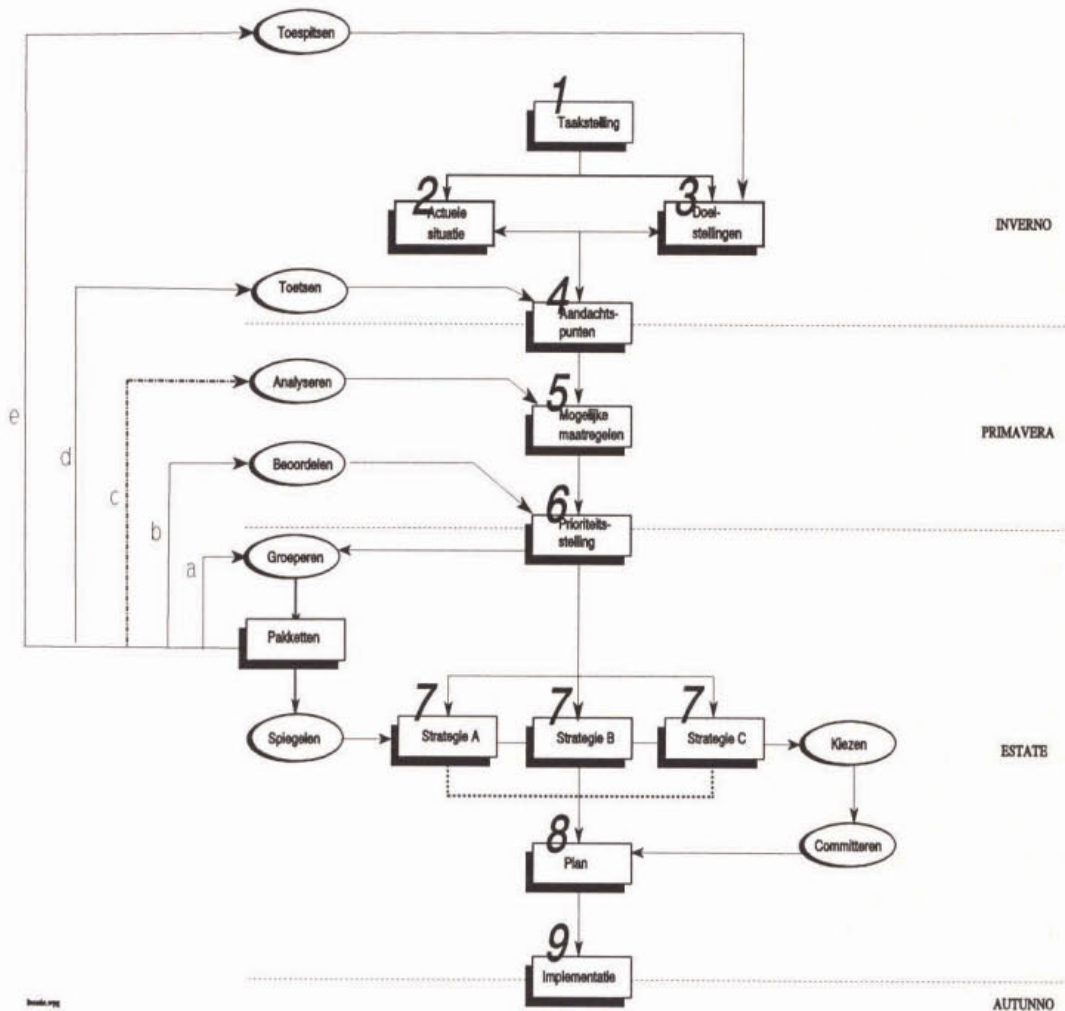 Toespitsen
1
Taakstelling
2
Actuele
situatie
3
Doel-
stellingen
INVERNO
Toetsen
4
Aandachts-
punten
Analyseren
5
Mogelijke
maatregelen
e
d
c
PRIMAVERA
Beoordelen
b
6
Prioriteits-
stelling
Groeperen
a
Pakketten
7
7
7
Spiegelen
Strategie A
Strategie B
Strategie C
Kiezen
ESTATE
8
Plan
Committeren
9
Implementatie
AUTUNNO